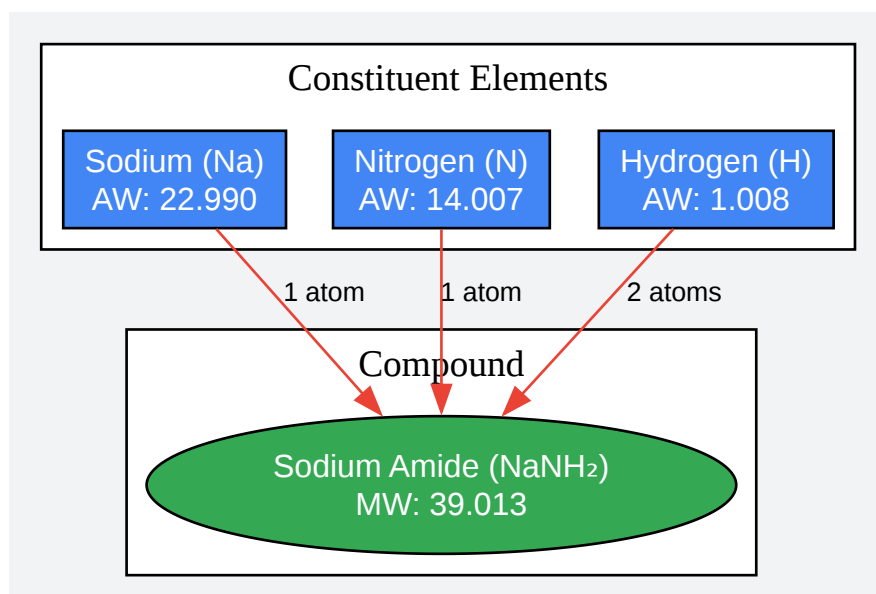 Constituent Elements
Sodium (Na)
AW: 22.990
Nitrogen (N)
AW: 14.007
Hydrogen (H)
AW: 1.008
1 atom
1 atom
2 atoms
Compound
Sodium Amide (NaNH₂)
MW: 39.013